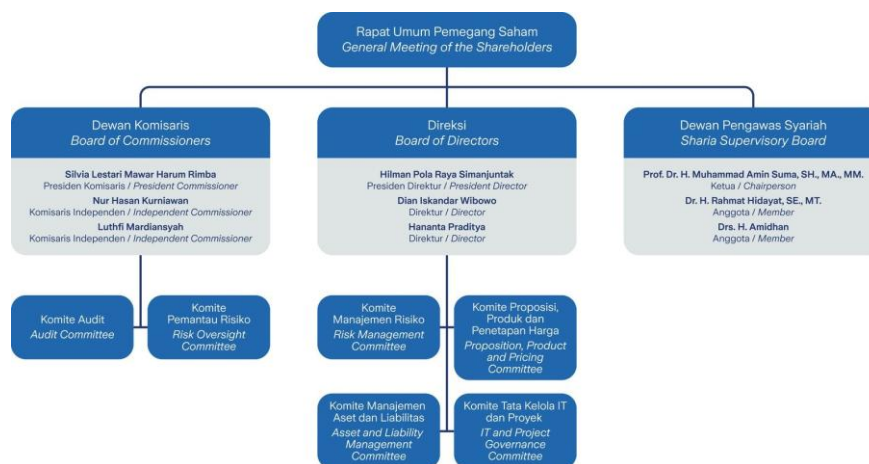 Rapat Umum Pemegang Saham
General Meeting of the Shareholders
Dewan Komisaris
Board of Commissioners
Silvia Lestari Mawar Harum Rimba
Presiden Komisaris / President Commissioner
Nur Hasan Kurniawan
Komisaris Independen / Independent Commissioner
Luthfi Mardiansyah
Komisaris Independen / Independent Commissioner
Komite Audit
Audit Committee
Komite
Pemantau Risiko
Risk Oversight
Committee
Direksi
Board of Directors
Hilman Pola Raya Simanjuntak
Presiden Direktur / President Director
Dian Iskandar Wibowo
Direktur / Director
Hananta Praditya
Direktur / Director
Komite
Manajemen Risiko
Risk Management
Committee
Komite Proposisi,
Produk dan
Penetapan Harga
Proposition, Product
and Pricing
Committee
Komite Manajemen
Aset dan Liabilitas
Asset and Liability
Management
Committee
Komite Tata Kelola IT
dan Proyek
IT and Project
Governance
Committee
Dewan Pengawas Syariah
Sharia Supervisory Board
Prof. Dr. H. Muhammad Amin Suma, SH., MA., MM.
Ketua / Chairperson
Dr. H. Rahmat Hidayat, SE., MT.
Anggota / Member
Drs. H. Amidhan
Anggota / Member